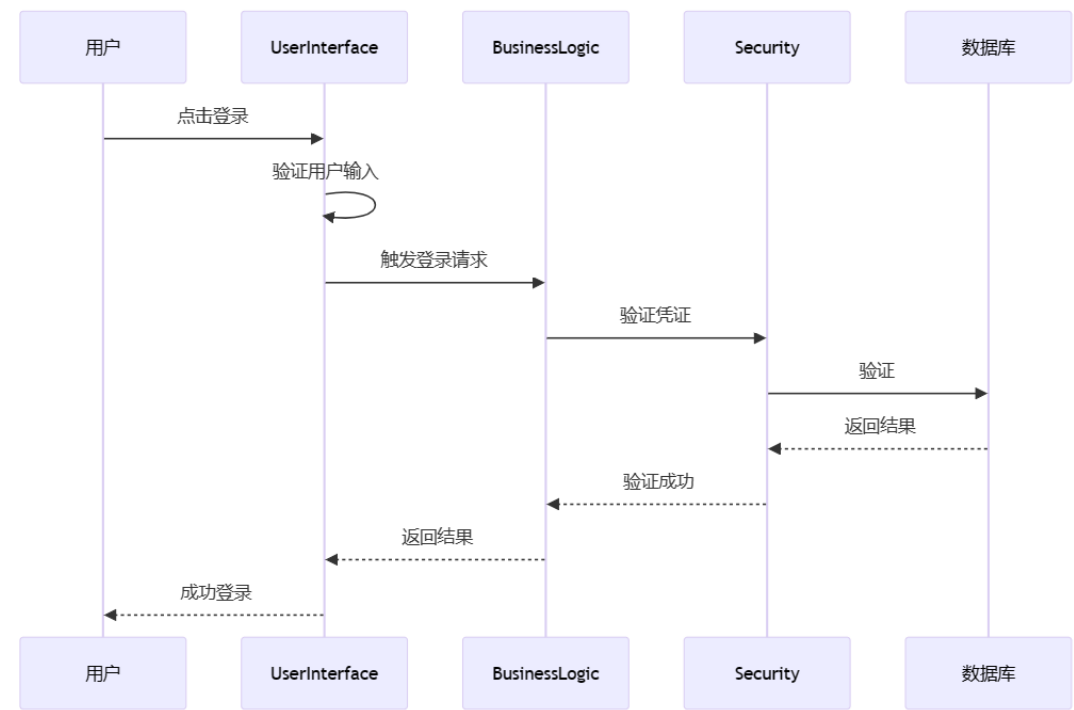 用户
UserInterface
BusinessLogic
Security
数据库
点击登录
验证用户输入
触发登录请求
验证凭证
验证
返回结果
验证成功
返回结果
成功登录
用户
UserInterface
BusinessLogic
Security
数据库